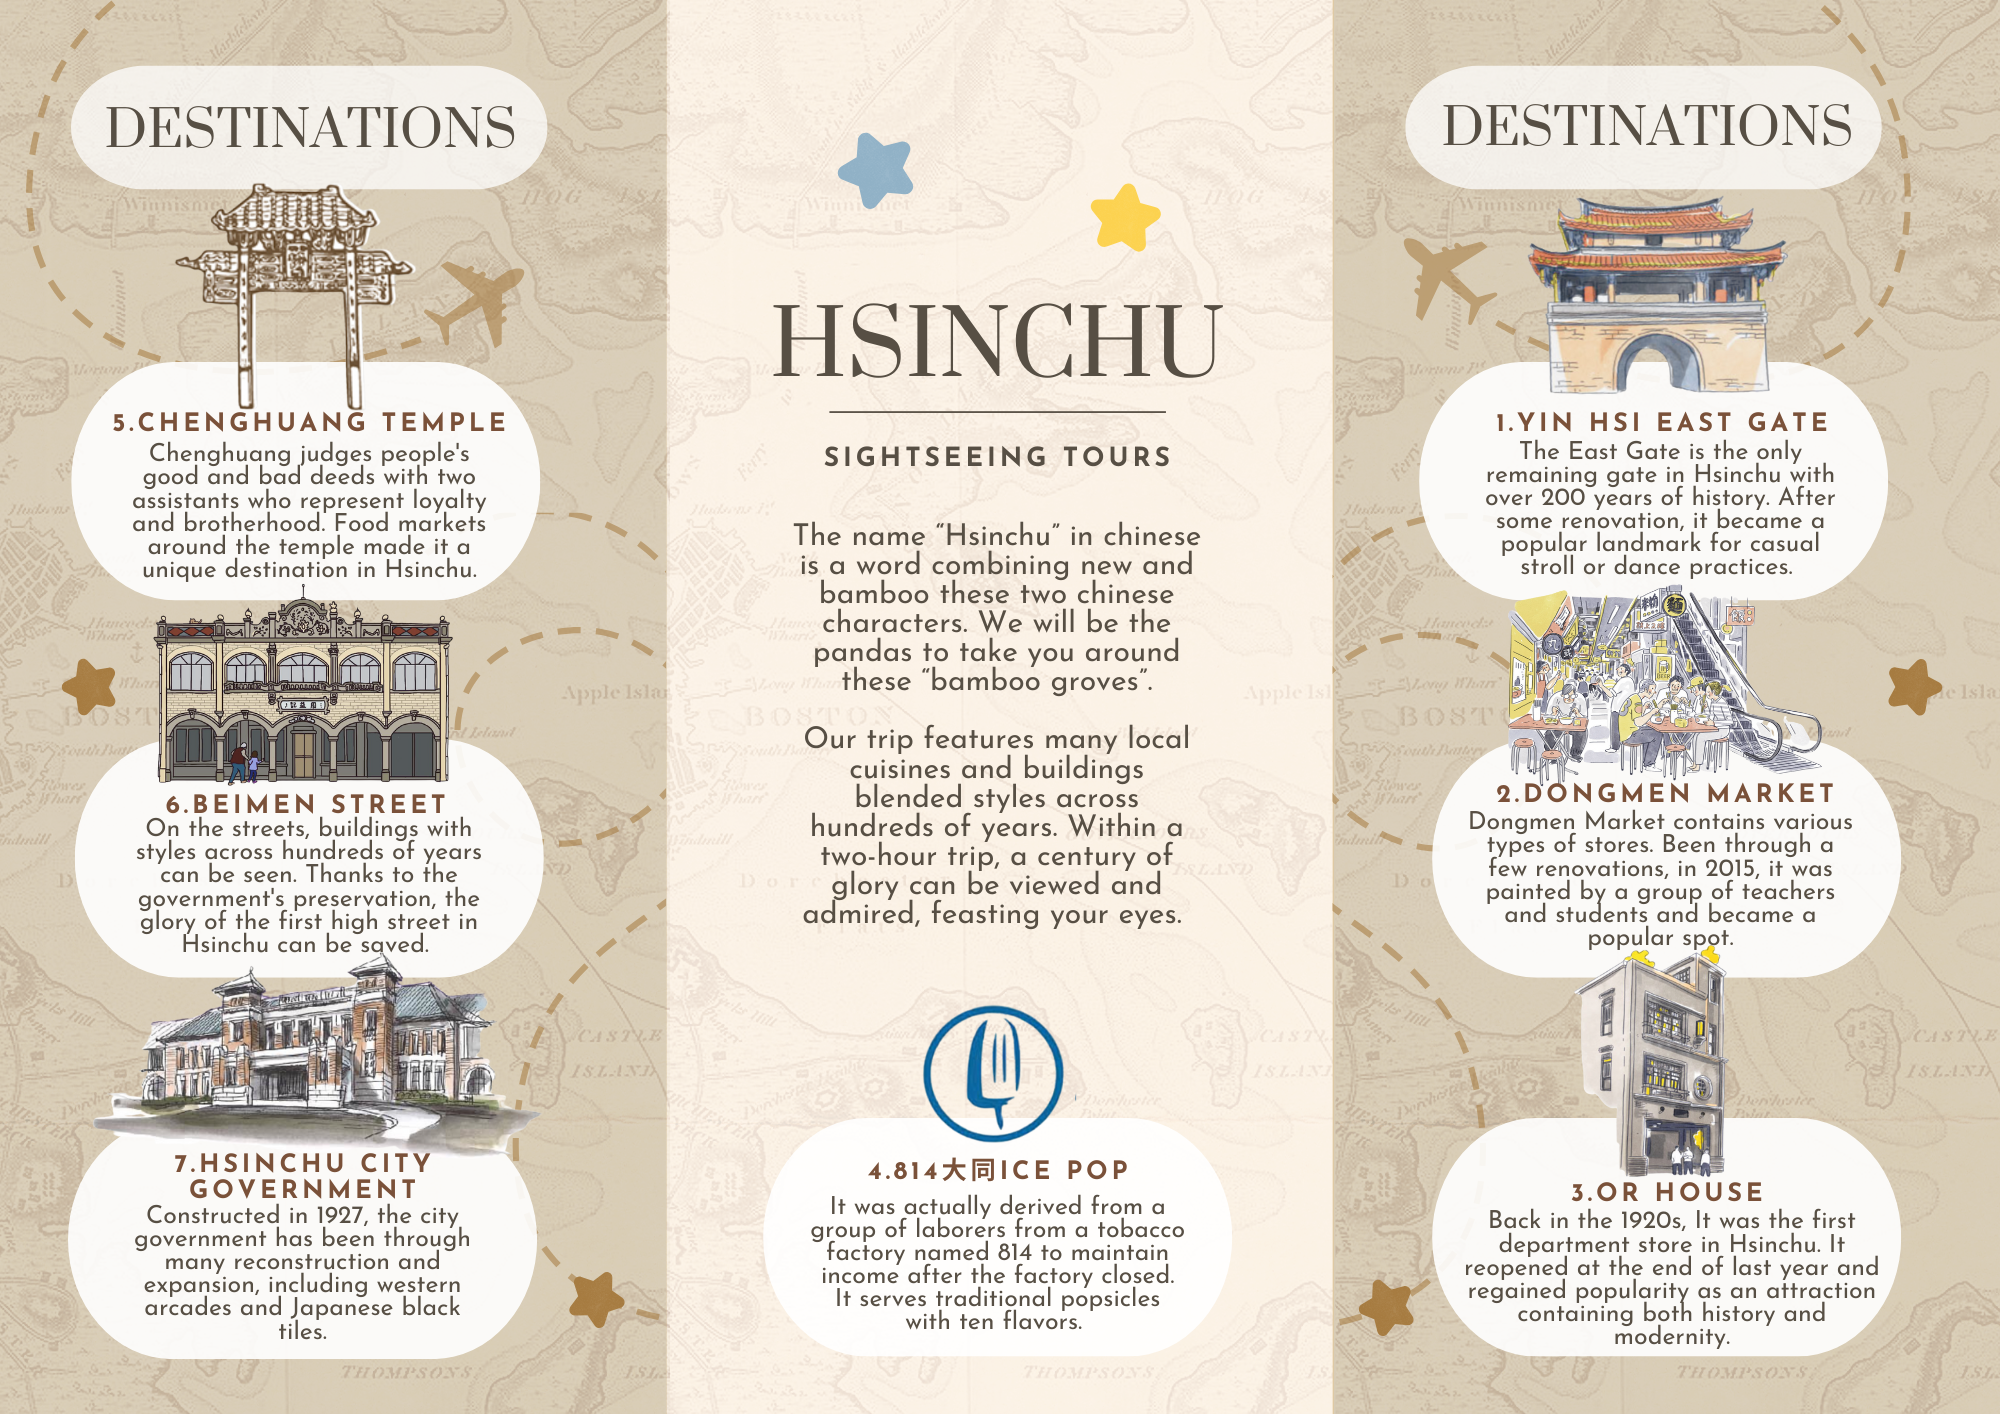 DESTINATIONS
5.CHENGHUANG TEMPLE
Chenghuang judges people's
good and bad deeds with two
assistants who represent loyalty
and brotherhood. Food markets
around the temple made it a
unique destination in Hsinchu.
6.BEIMEN STREET
On the streets, buildings with
styles across hundreds of years
can be seen. Thanks to the
government's preservation, the
glory of the first high street in
Hsinchu can be saved.
7.HSINCHU CITY
GOVERNMENT
Constructed in 1927, the city
government has been through
many reconstruction and
expansion, including western
arcades and Japanese black
tiles.
HSINCHU
SIGHTSEEING TOURS
The name “Hsinchu” in chinese
is a word combining new and
bamboo these two chinese
characters. We will be the
pandas to take you around
these “bamboo groves”.
Our trip features many local
cuisines and buildings
blended styles across
hundreds of years. Within a
two-hour trip, a century of
glory can be viewed and
admired, feasting your eyes.
4.814大同ICE POP
It was actually derived from a
group of laborers from a tobacco
factory named 814 to maintain
income after the factory closed.
It serves traditional popsicles
with ten flavors.
DESTINATIONS
1.YIN HSI EAST GATE
The East Gate is the only
remaining gate in Hsinchu with
over 200 years of history. After
some renovation, it became a
popular landmark for casual
stroll or dance practices.
2.DONGMEN MARKET
Dongmen Market contains various
types of stores. Been through a
few renovations, in 2015, it was
painted by a group of teachers
and students and became a
popular spot.
3.OR HOUSE
Back in the 1920s, It was the first
department store in Hsinchu. It
reopened at the end of last year and
regained popularity as an attraction
containing both history and
modernity.